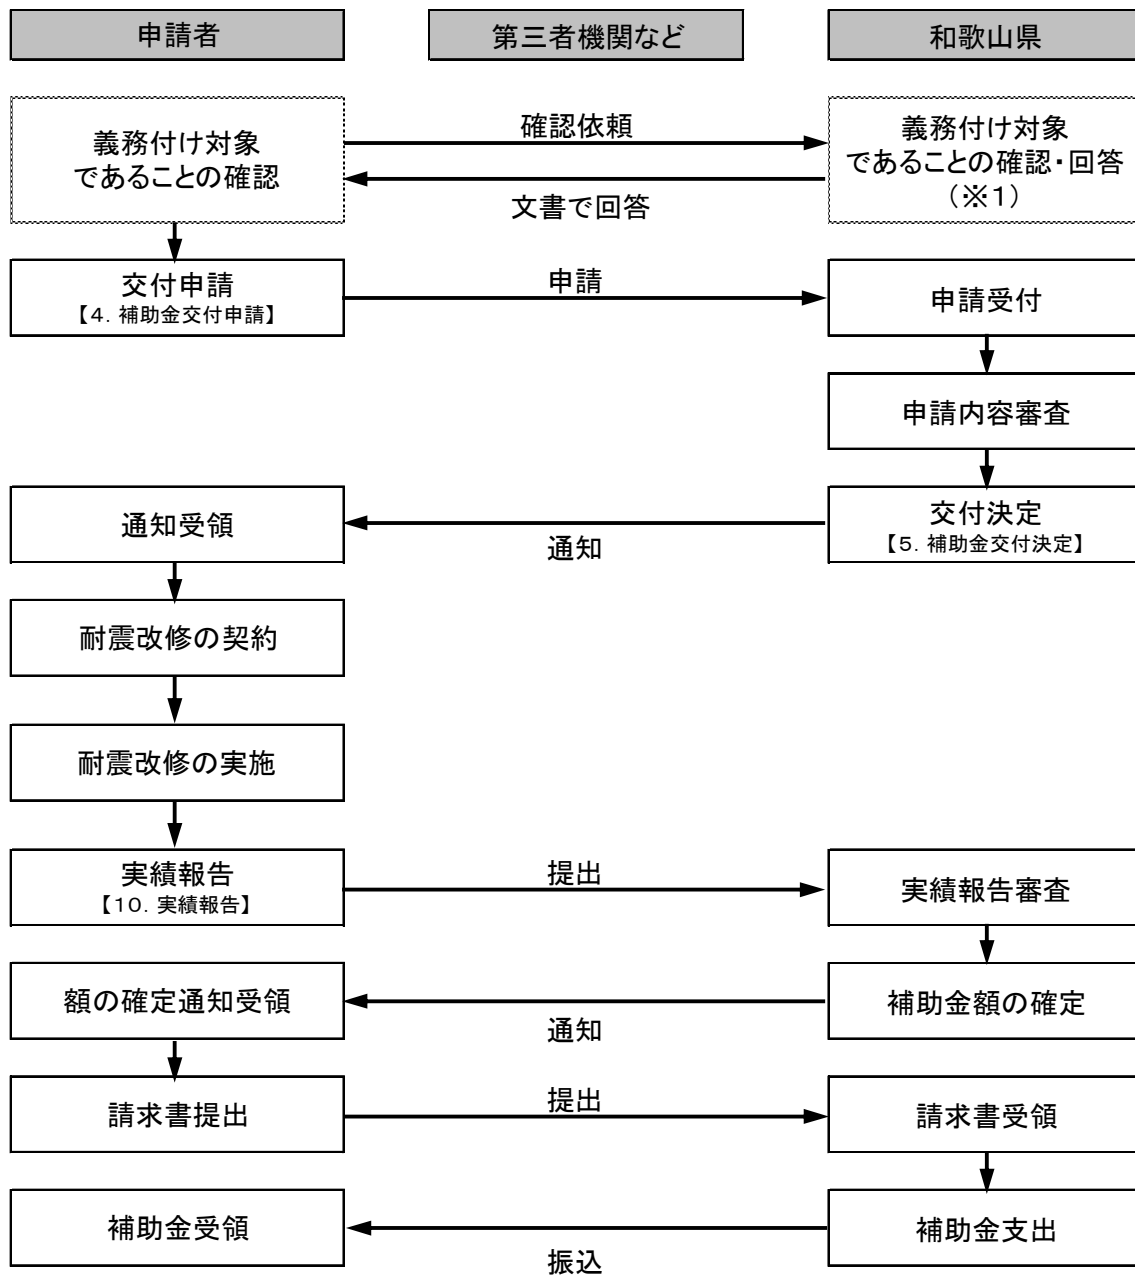 申請者
第三者機関など
和歌山県
義務付け対象
であることの確認
確認依頼
文書で回答
義務付け対象
であることの確認・回答
（※１）
交付申請
【４．補助金交付申請】
申請
申請受付
申請内容審査
交付決定
【５．補助金交付決定】
通知
通知受領
耐震改修の契約
耐震改修の実施
実績報告
【１０．実績報告】
提出
実績報告審査
補助金額の確定
通知
額の確定通知受領
請求書提出
提出
請求書受領
補助金支出
振込
補助金受領